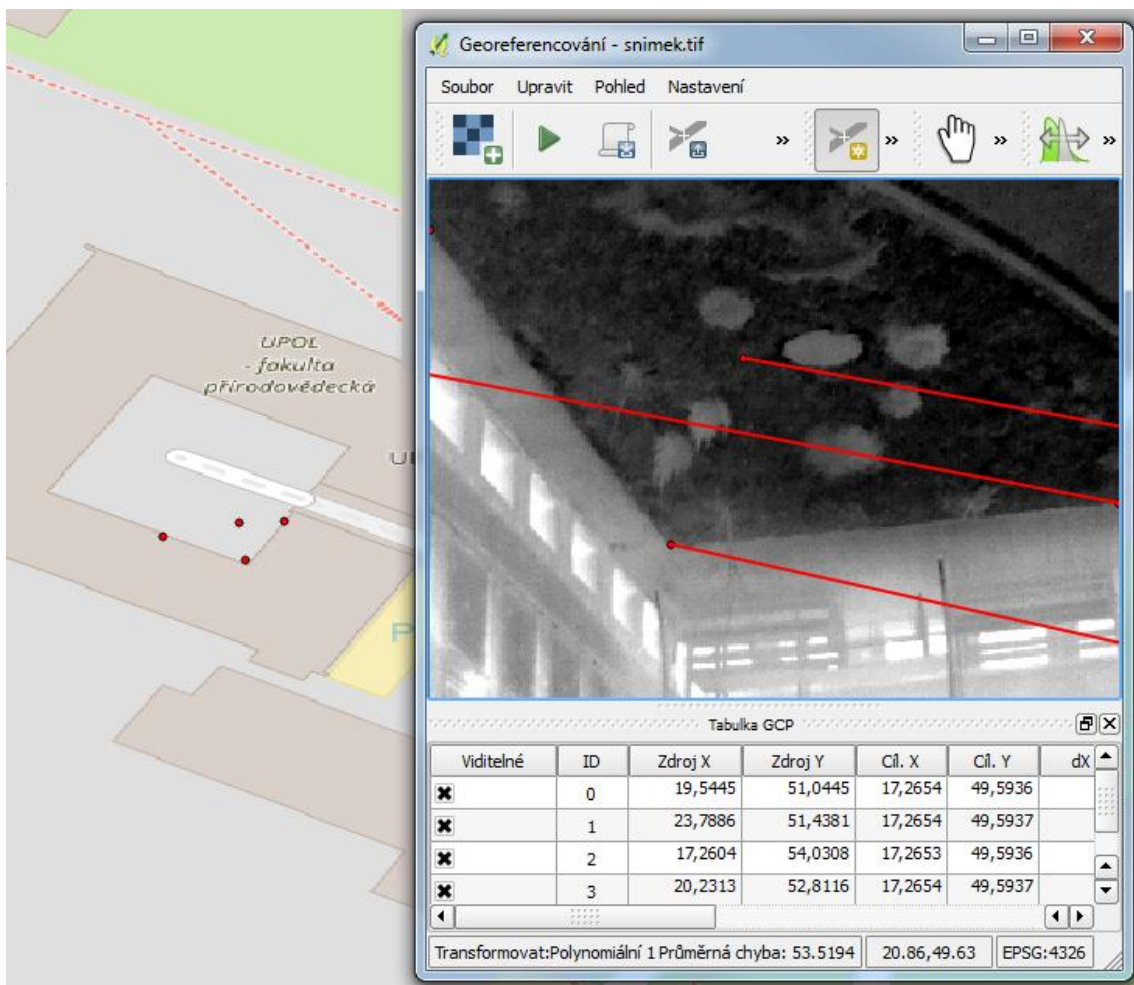 Georeferencování - snimek.tif
Soubor Upravit Pohled Nastavení
» » » »
UPOL
- fakulta
přírodovědecká
U
P
Tabulka GCP
Viditelné ID Zdroj X Zdroj Y Cíl. X Cíl. Y dX
0 19,5445 51,0445 17,2654 49,5936
1 23,7886 51,4381 17,2654 49,5937
2 17,2604 54,0308 17,2653 49,5936
3 20,2313 52,8116 17,2654 49,5937
Transformovat:Polynomiální 1 Průměrná chyba: 53.5194 20.86,49.63 EPSG:4326